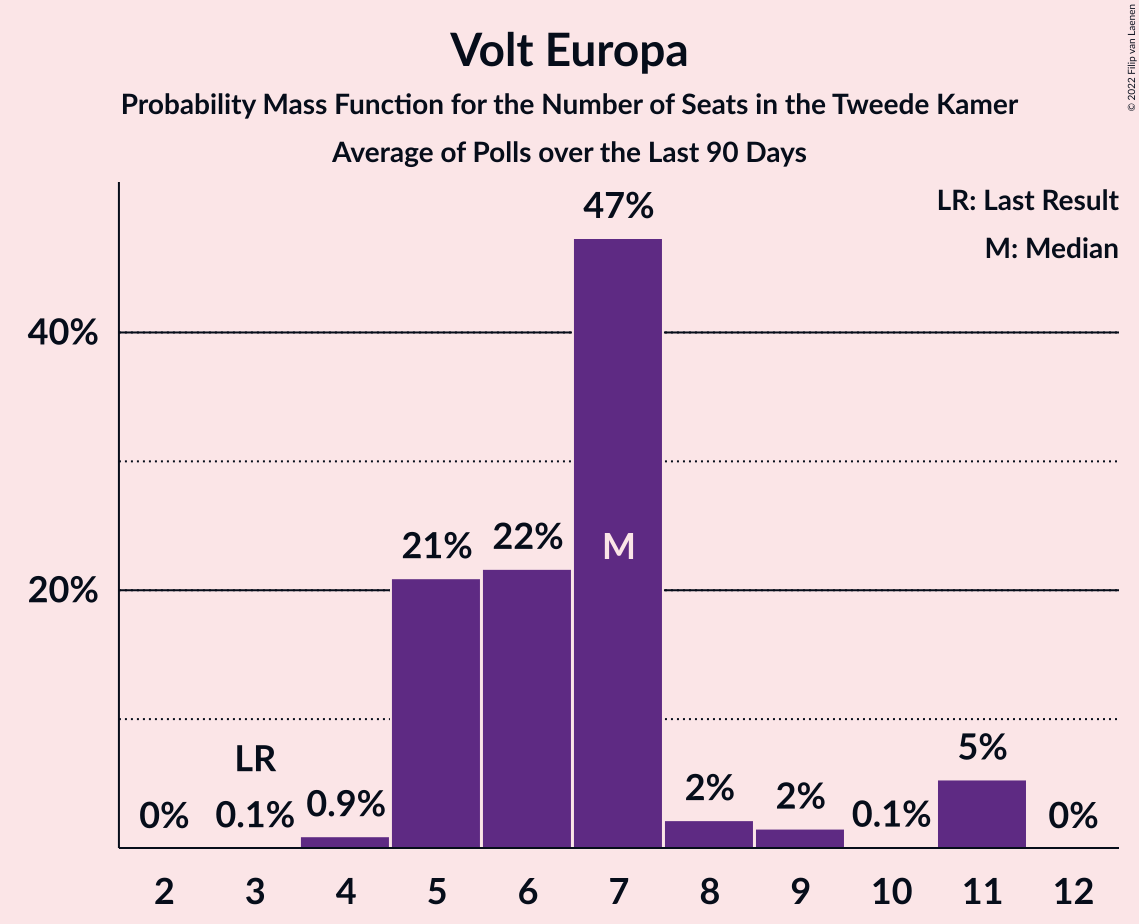 Volt Europa
Probability Mass Function for the Number of Seats in the Tweede Kamer
Average of Polls over the Last 90 Days
© 2022 Filip van Laenen
LR: Last Result
M: Median
47%
40%
22%
21%
M
20%
LR
5%
2%
2%
0.9%
0%
0.1%
0.1%
0%
2 3 4 5 6 7 8 9 10 11 12